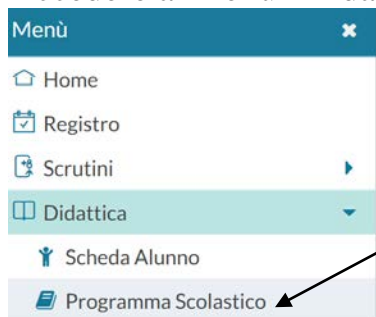 Menù
Home
Registro
Scrutini
Didattica
Scheda Alunno
Programma Scolastico